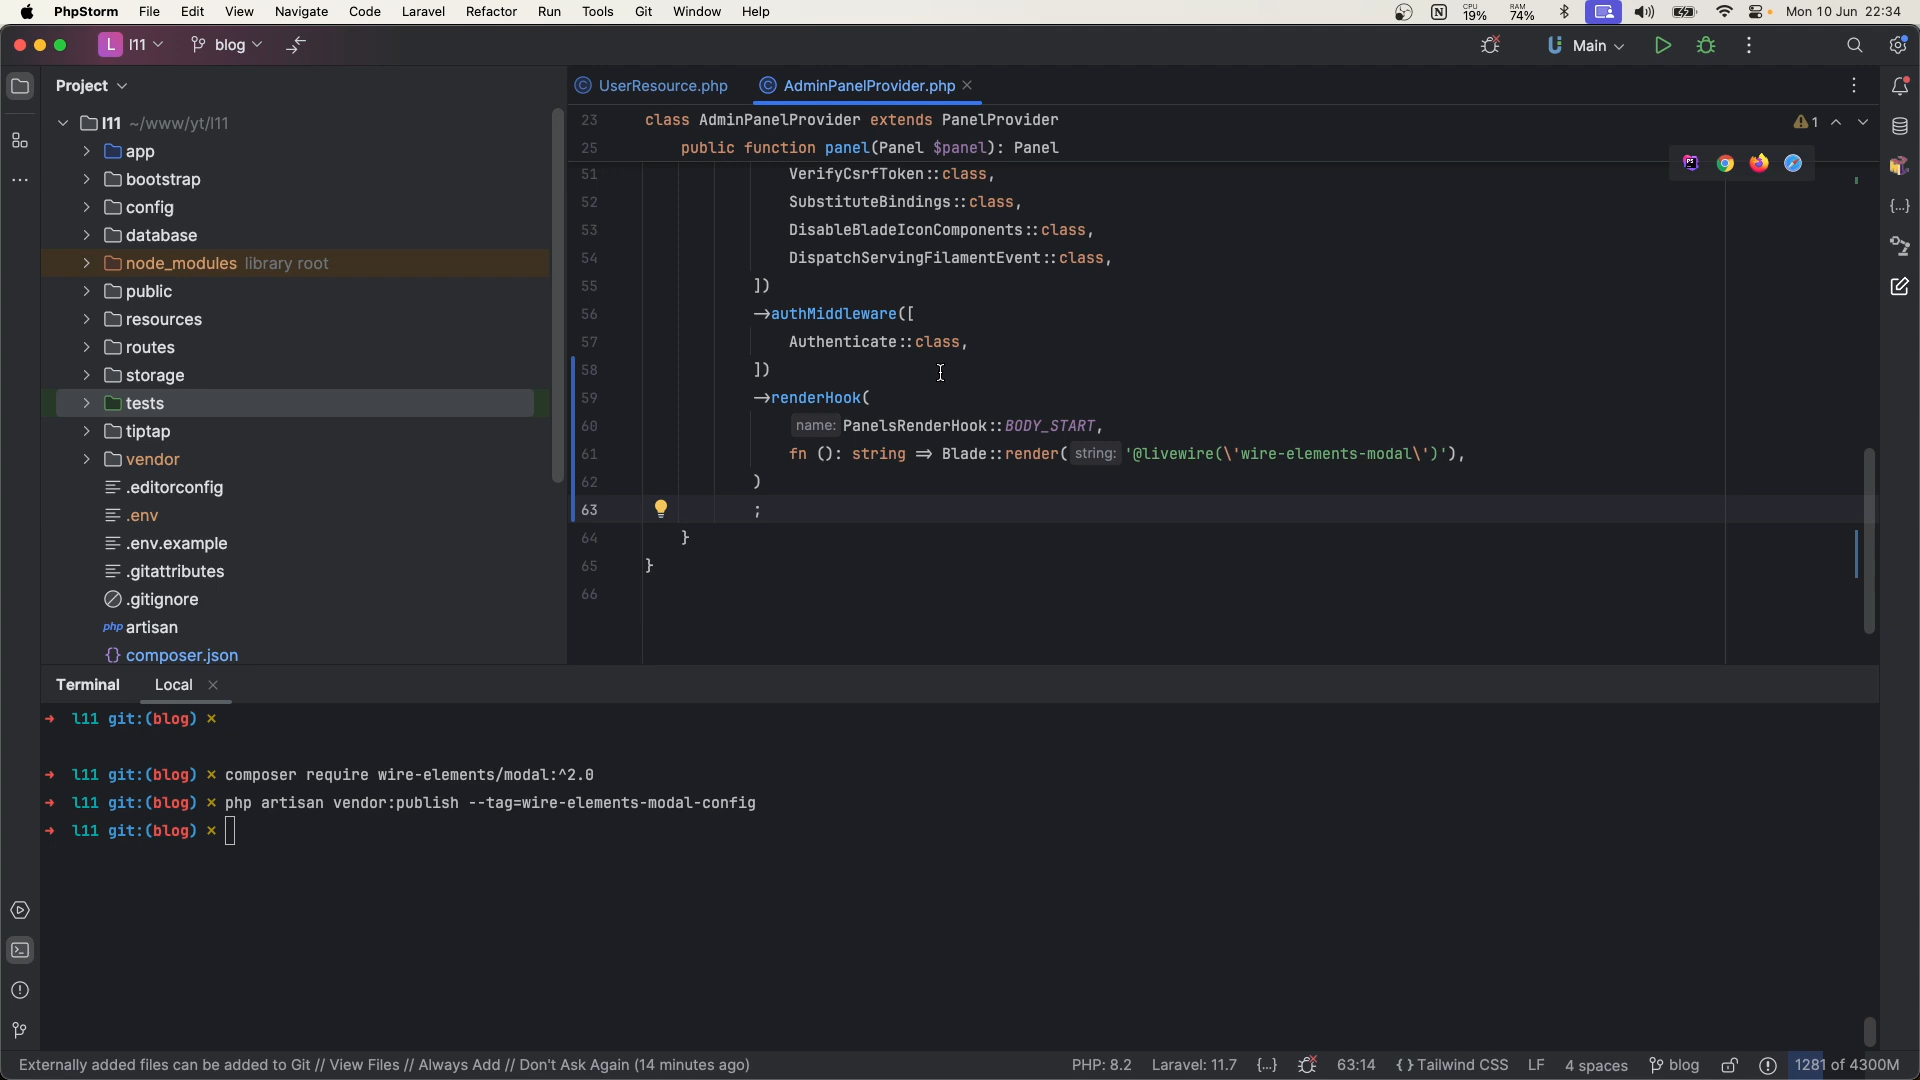 PhpStorm File Edit View Navigate Code Laravel Refactor Run Tools Git Window Help CPU 19% RAM 74% Mon 10 Jun 22:34
L l11 blog Main
Project
l11 ~/www/yt/l11
app
bootstrap
config
database
node_modules library root
public
resources
routes
storage
tests
tiptap
vendor
.editorconfig
.env
.env.example
.gitattributes
.gitignore
php artisan
{} composer.json
UserResource.php AdminPanelProvider.php
1
23 class AdminPanelProvider extends PanelProvider
25 public function panel(Panel $panel): Panel
51 VerifyCsrfToken::class,
52 SubstituteBindings::class,
53 DisableBladeIconComponents::class,
54 DispatchServingFilamentEvent::class,
55 ])
56 ->authMiddleware([
57 Authenticate::class,
58 ])
59 ->renderHook(
60 name: PanelsRenderHook::BODY_START,
61 fn (): string => Blade::render( string: '@livewire(\'wire-elements-modal\')'),
62 )
63 ;
64 }
65 }
66
Terminal Local
➜ l11 git:(blog) ×
➜ l11 git:(blog) × composer require wire-elements/modal:^2.0
➜ l11 git:(blog) × php artisan vendor:publish --tag=wire-elements-modal-config
➜ l11 git:(blog) ×
Externally added files can be added to Git // View Files // Always Add // Don't Ask Again (14 minutes ago) PHP: 8.2 Laravel: 11.7 {...} 63:14 { } Tailwind CSS LF 4 spaces blog 1281 of 4300M